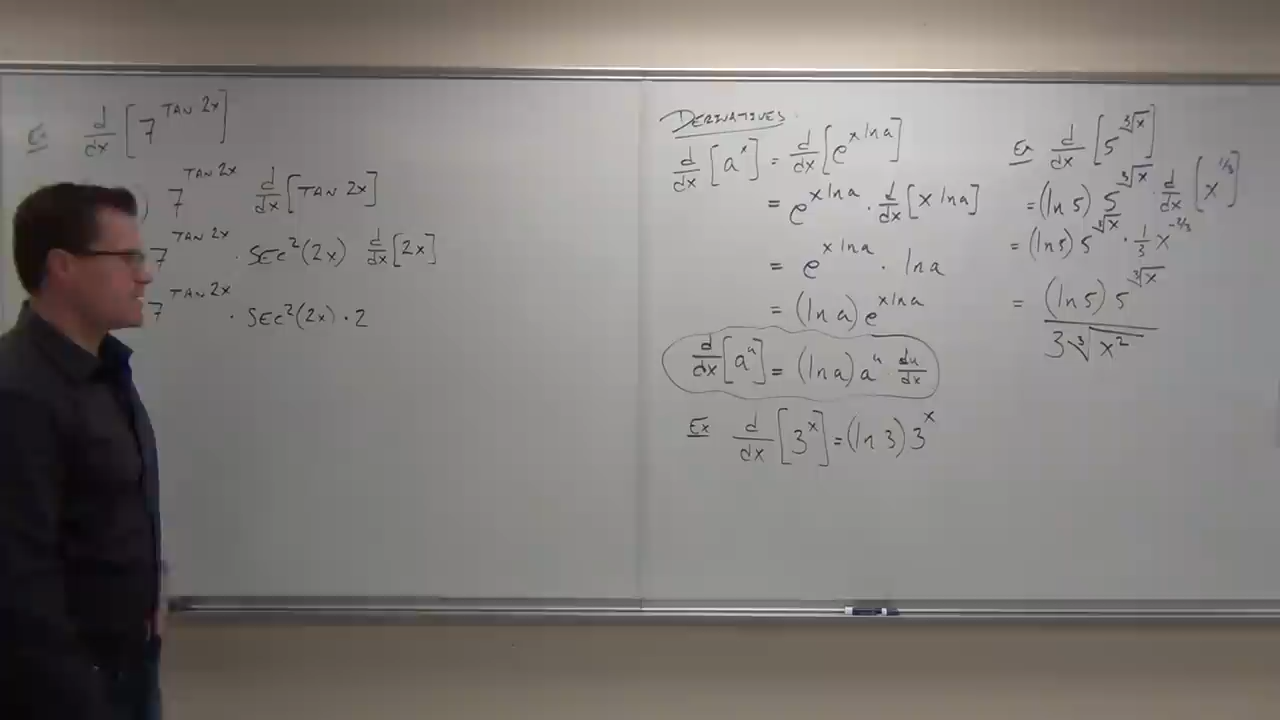 Ex d/dx [7^(TAN 2x)]
) 7^(TAN 2x) d/dx [TAN 2x]
7^(TAN 2x) · SEC²(2x) d/dx [2x]
7^(TAN 2x) · SEC²(2x) · 2
DERIVATIVES
d/dx [a^x] = d/dx [e^(x ln a)]
= e^(x ln a) · d/dx [x ln a]
= e^(x ln a) · ln a
= (ln a) e^(x ln a)
d/dx [a^u] = (ln a) a^u du/dx
Ex d/dx [3^x] = (ln 3) 3^x
Ex d/dx [5^(∛x)]
= (ln 5) 5^(∛x) · d/dx [x^(1/3)]
= (ln 5) 5^(∛x) · 1/3 x^(-2/3)
= (ln 5) 5^(∛x) / 3∛(x²)